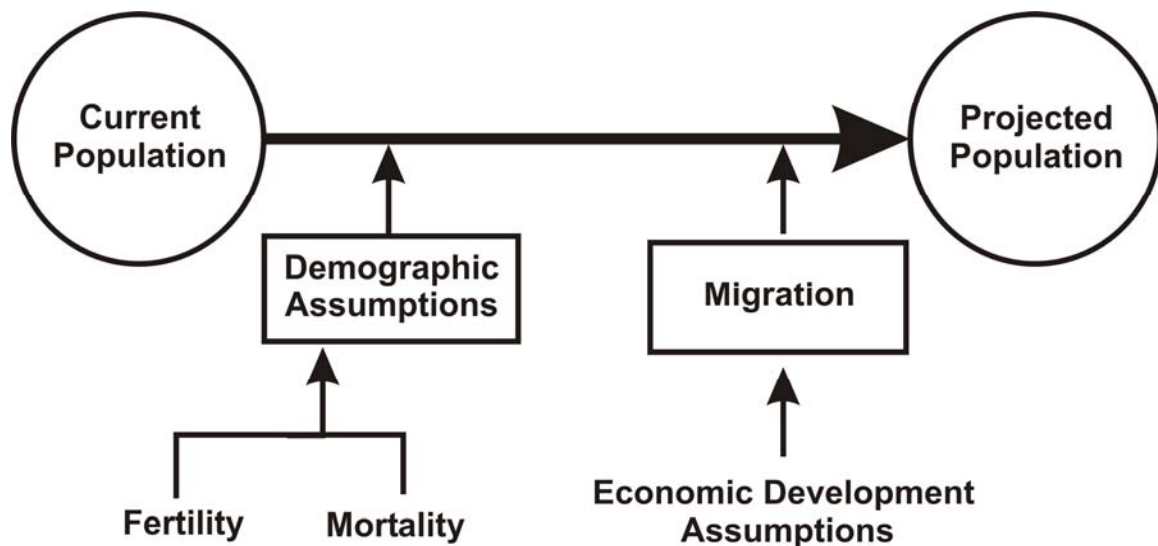 Current
Population
Projected
Population
Demographic
Assumptions
Migration
Fertility
Mortality
Economic Development
Assumptions